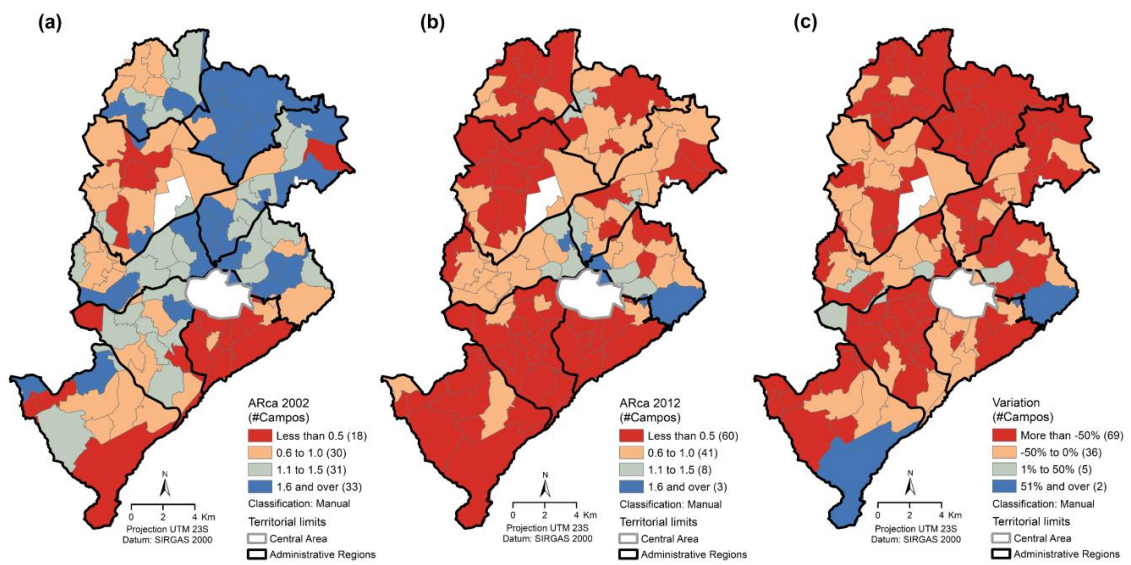 (a)
ARca 2002
(#Campos)
Less than 0.5 (18)
0.6 to 1.0 (30)
1.1 to 1.5 (31)
1.6 and over (33)
Classification: Manual
Territorial limits
Central Area
Administrative Regions
N
0 2 4 Km
Projection UTM 23S
Datum: SIRGAS 2000
(b)
ARca 2012
(#Campos)
Less than 0.5 (60)
0.6 to 1.0 (41)
1.1 to 1.5 (8)
1.6 and over (3)
Classification: Manual
Territorial limits
Central Area
Administrative Regions
N
0 2 4 Km
Projection UTM 23S
Datum: SIRGAS 2000
(c)
Variation
(#Campos)
More than -50% (69)
-50% to 0% (36)
1% to 50% (5)
51% and over (2)
Classification: Manual
Territorial limits
Central Area
Administrative Regions
N
0 2 4 Km
Projection UTM 23S
Datum: SIRGAS 2000